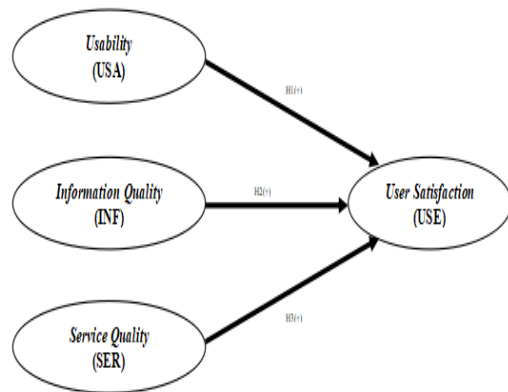 Usability
(USA)
H1(+)
Information Quality
(INF)
H2(+)
User Satisfaction
(USE)
Service Quality
(SER)
H3(+)